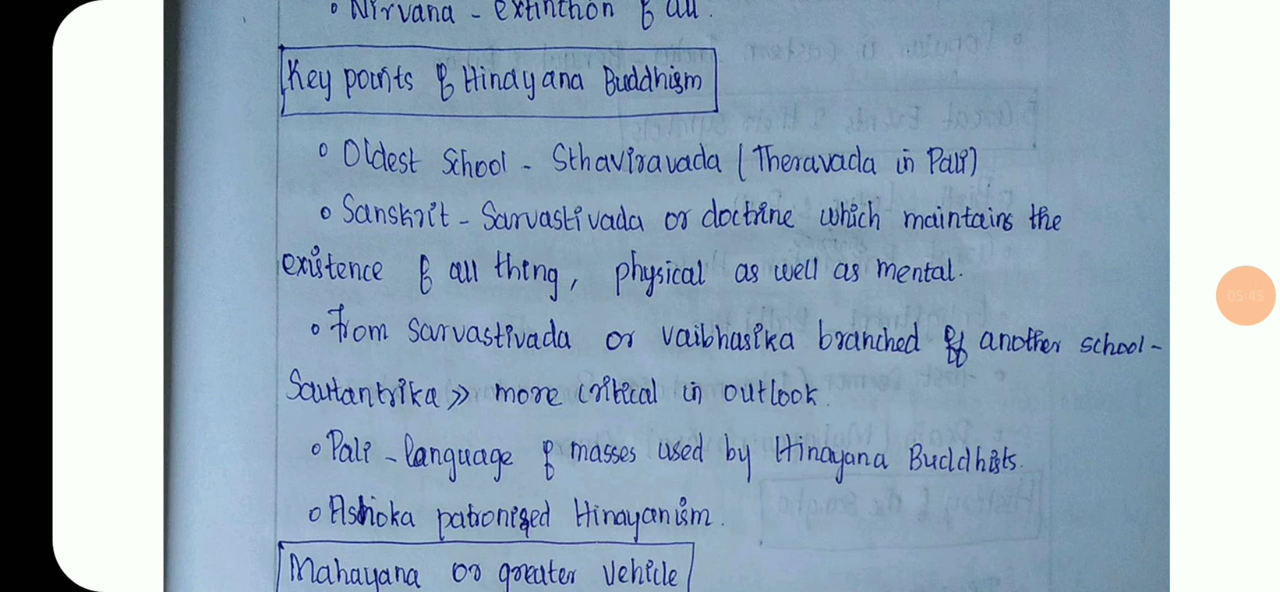 • Nirvana - extinthon of all.
Key points of Hinayana Buddhism
• Oldest School - Sthaviravada (Theravada in Pali)
• Sanskrit - Sarvastivada or doctrine which maintains the
existence of all thing, physical as well as mental.
• From Sarvastivada or vaibhasika branched off another school -
Sautantrika >> more critical in outlook.
• Pali - language of masses used by Hinayana Buddhists.
• Ashoka patronised Hinayanism.
Mahayana or greater vehicle
05:45